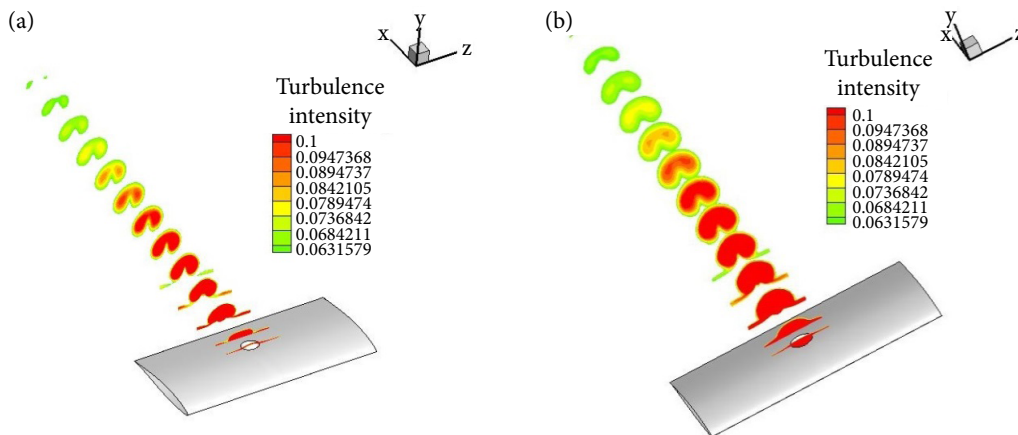 (a)
y
x
z
Turbulence
intensity
0.1
0.0947368
0.0894737
0.0842105
0.0789474
0.0736842
0.0684211
0.0631579
(b)
y
x
z
Turbulence
intensity
0.1
0.0947368
0.0894737
0.0842105
0.0789474
0.0736842
0.0684211
0.0631579